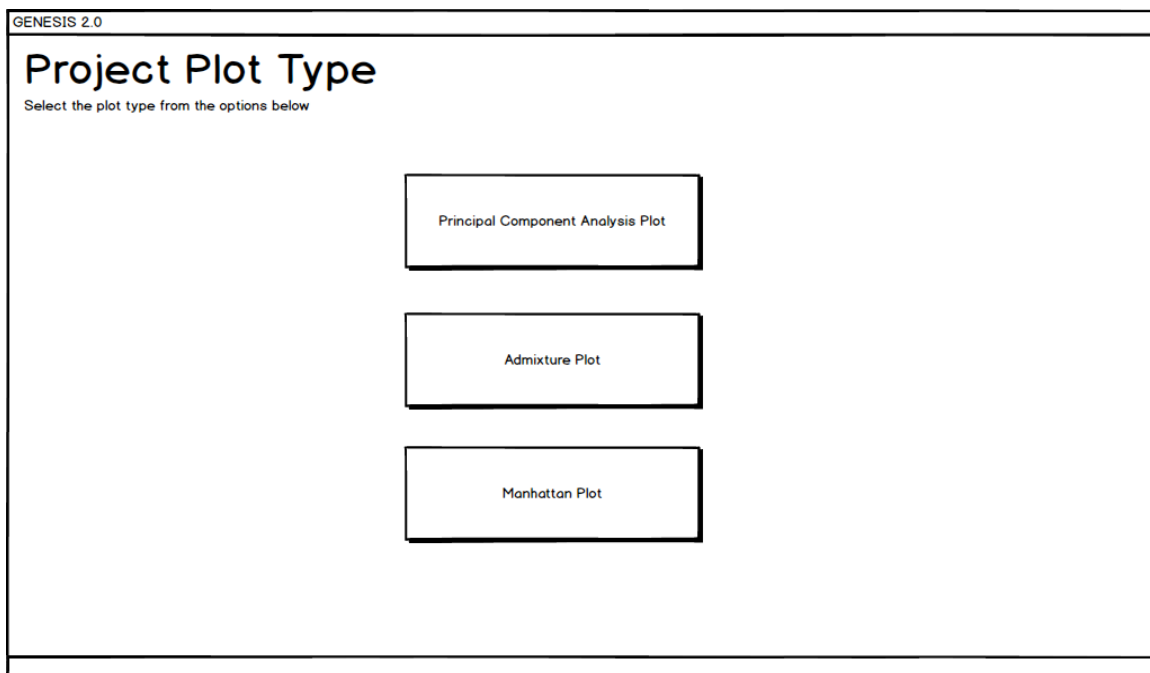 GENESIS 2.0
Project Plot Type
Select the plot type from the options below
Principal Component Analysis Plot
Admixture Plot
Manhattan Plot